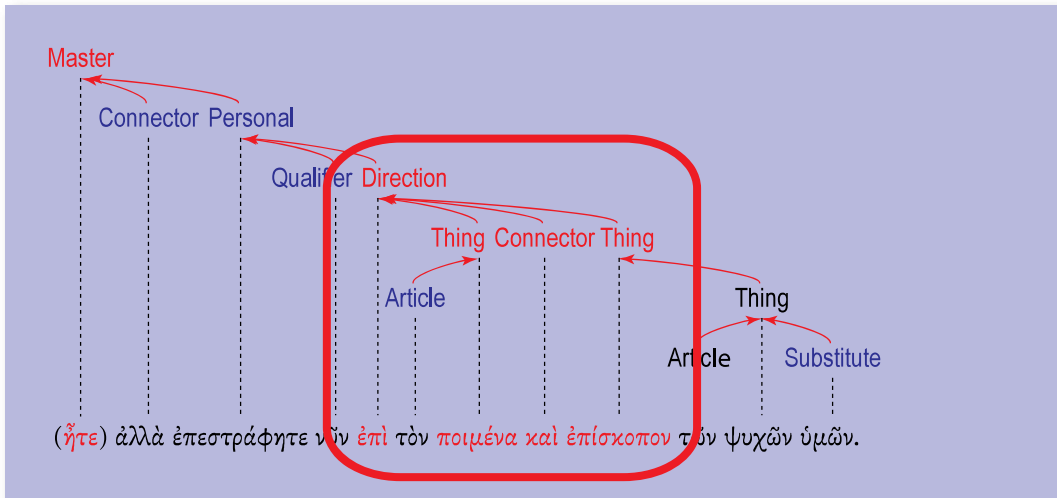 Master
Connector Personal
Qualifier Direction
Thing Connector Thing
Article Thing
Article Substitute
(ἦτε) ἀλλὰ ἐπεστράφητε νῦν ἐπὶ τὸν ποιμένα καὶ ἐπίσκοπον τῶν ψυχῶν ὑμῶν.